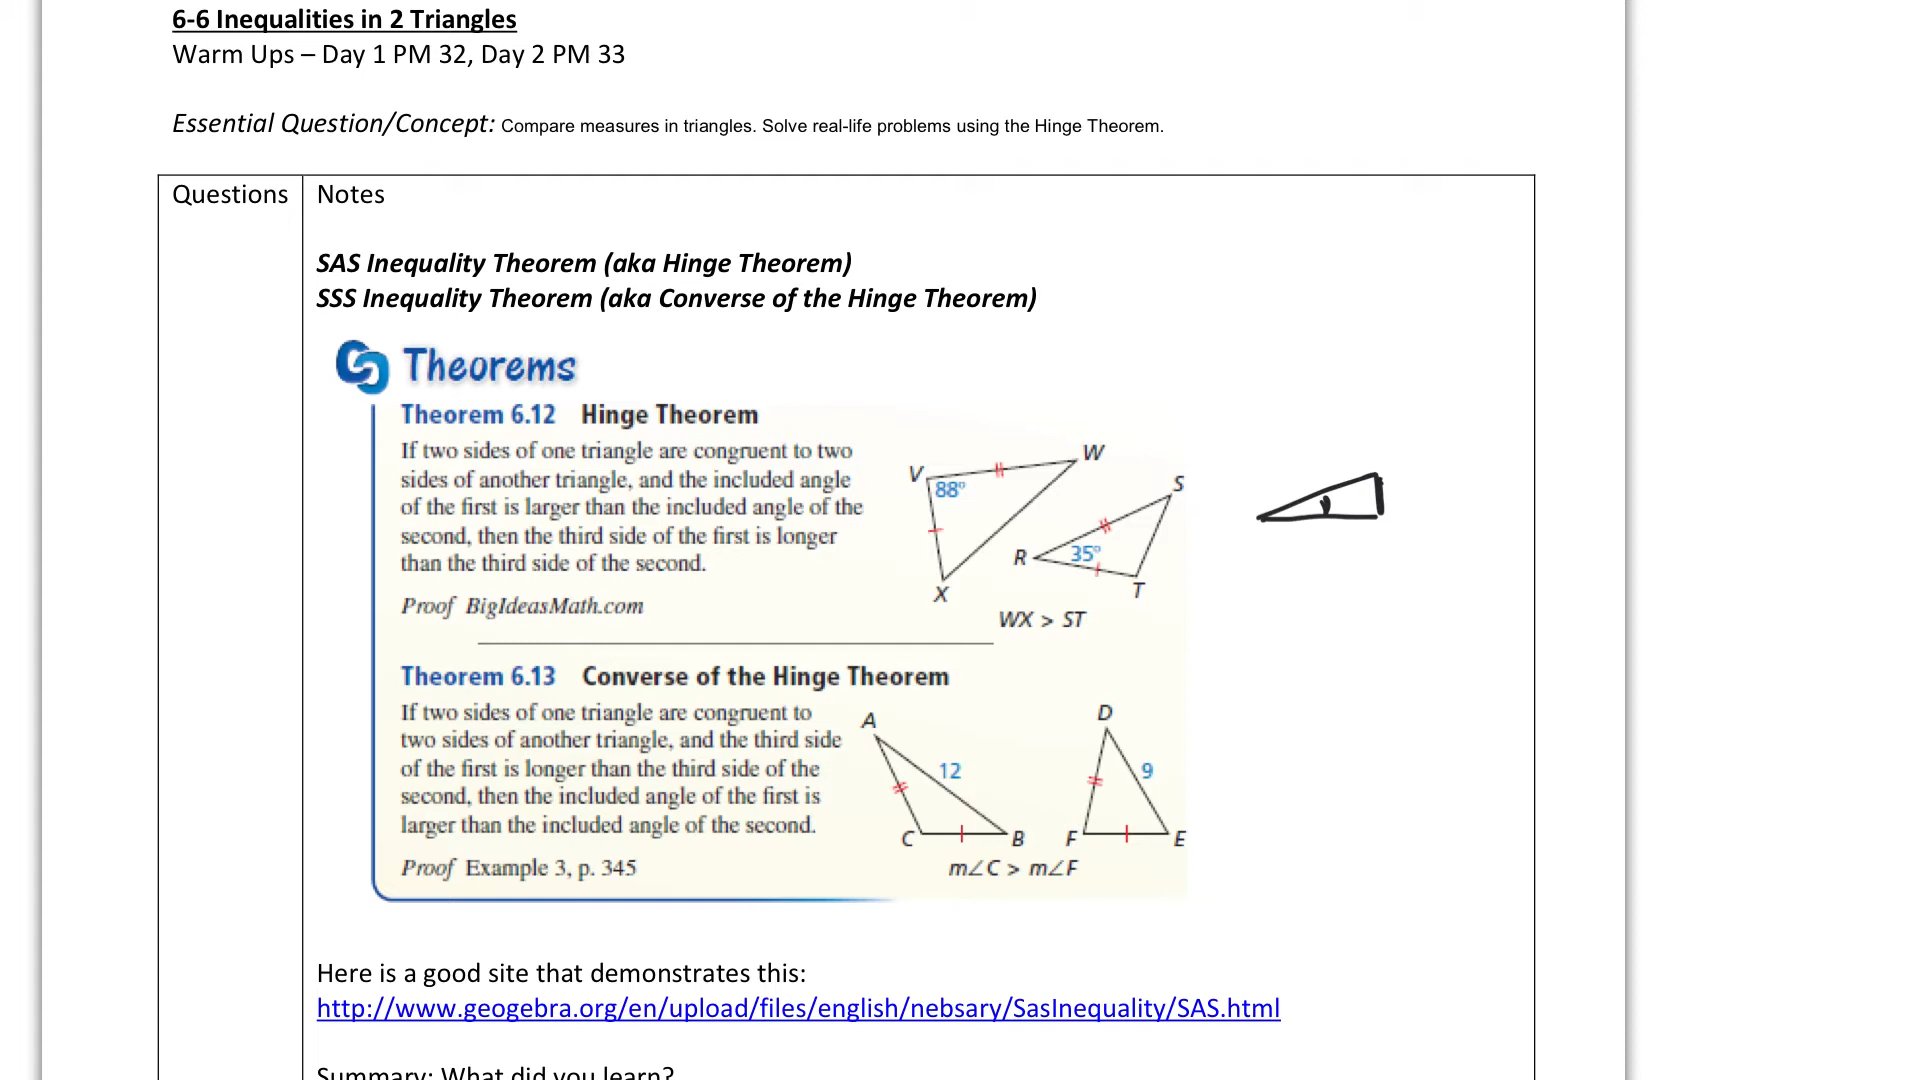 6-6 Inequalities in 2 Triangles
Warm Ups – Day 1 PM 32, Day 2 PM 33
Essential Question/Concept: Compare measures in triangles. Solve real-life problems using the Hinge Theorem.
Questions
Notes
SAS Inequality Theorem (aka Hinge Theorem)
SSS Inequality Theorem (aka Converse of the Hinge Theorem)
Theorems
Theorem 6.12 Hinge Theorem
If two sides of one triangle are congruent to two
sides of another triangle, and the included angle
of the first is larger than the included angle of the
second, then the third side of the first is longer
than the third side of the second.
Proof BigIdeasMath.com
V
W
88°
S
R
35°
X
T
WX > ST
Theorem 6.13 Converse of the Hinge Theorem
If two sides of one triangle are congruent to
two sides of another triangle, and the third side
of the first is longer than the third side of the
second, then the included angle of the first is
larger than the included angle of the second.
Proof Example 3, p. 345
A
D
12
9
C
B
F
E
m∠C > m∠F
Here is a good site that demonstrates this:
http://www.geogebra.org/en/upload/files/english/nebsary/SasInequality/SAS.html
Summary: What did you learn?